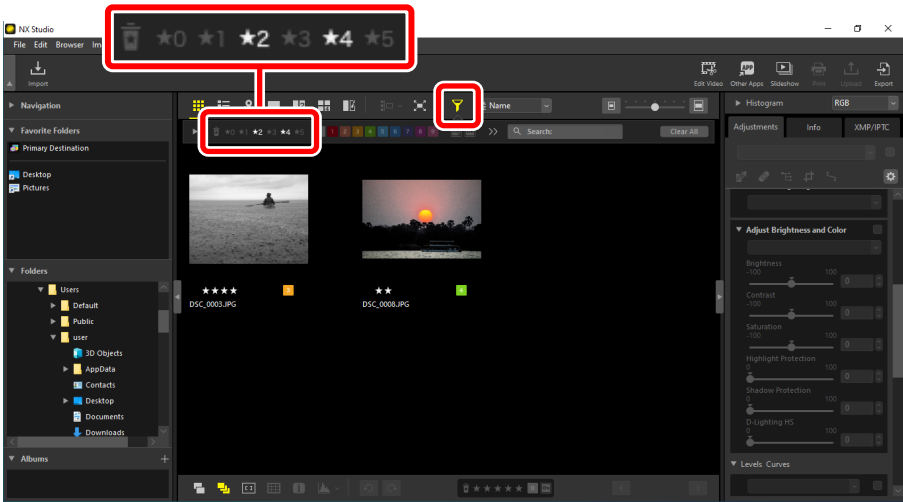 NX Studio
★0 ★1 ★2 ★3 ★4 ★5
File Edit Browser Im
Import
Edit Video Other Apps Slideshow Print Upload Export
Navigation
Name
Histogram RGB
Favorite Folders
★0 ★1 ★2 ★3 ★4 ★5 1 2 3 4 5 6 7 8 9 Search: Clear All
Adjustments Info XMP/IPTC
Primary Destination
Desktop
Pictures
Adjust Brightness and Color
Brightness
-100 100 0
Contrast
-100 100 0
Saturation
-100 100 0
Highlight Protection
0 100 0
Shadow Protection
0 100 0
D-Lighting HS
0 100 0
Levels Curves
★★★★ 3
DSC_0003.JPG
★★ 4
DSC_0008.JPG
Folders
Users
Default
Public
user
3D Objects
AppData
Contacts
Desktop
Documents
Downloads
Albums
★★★★★